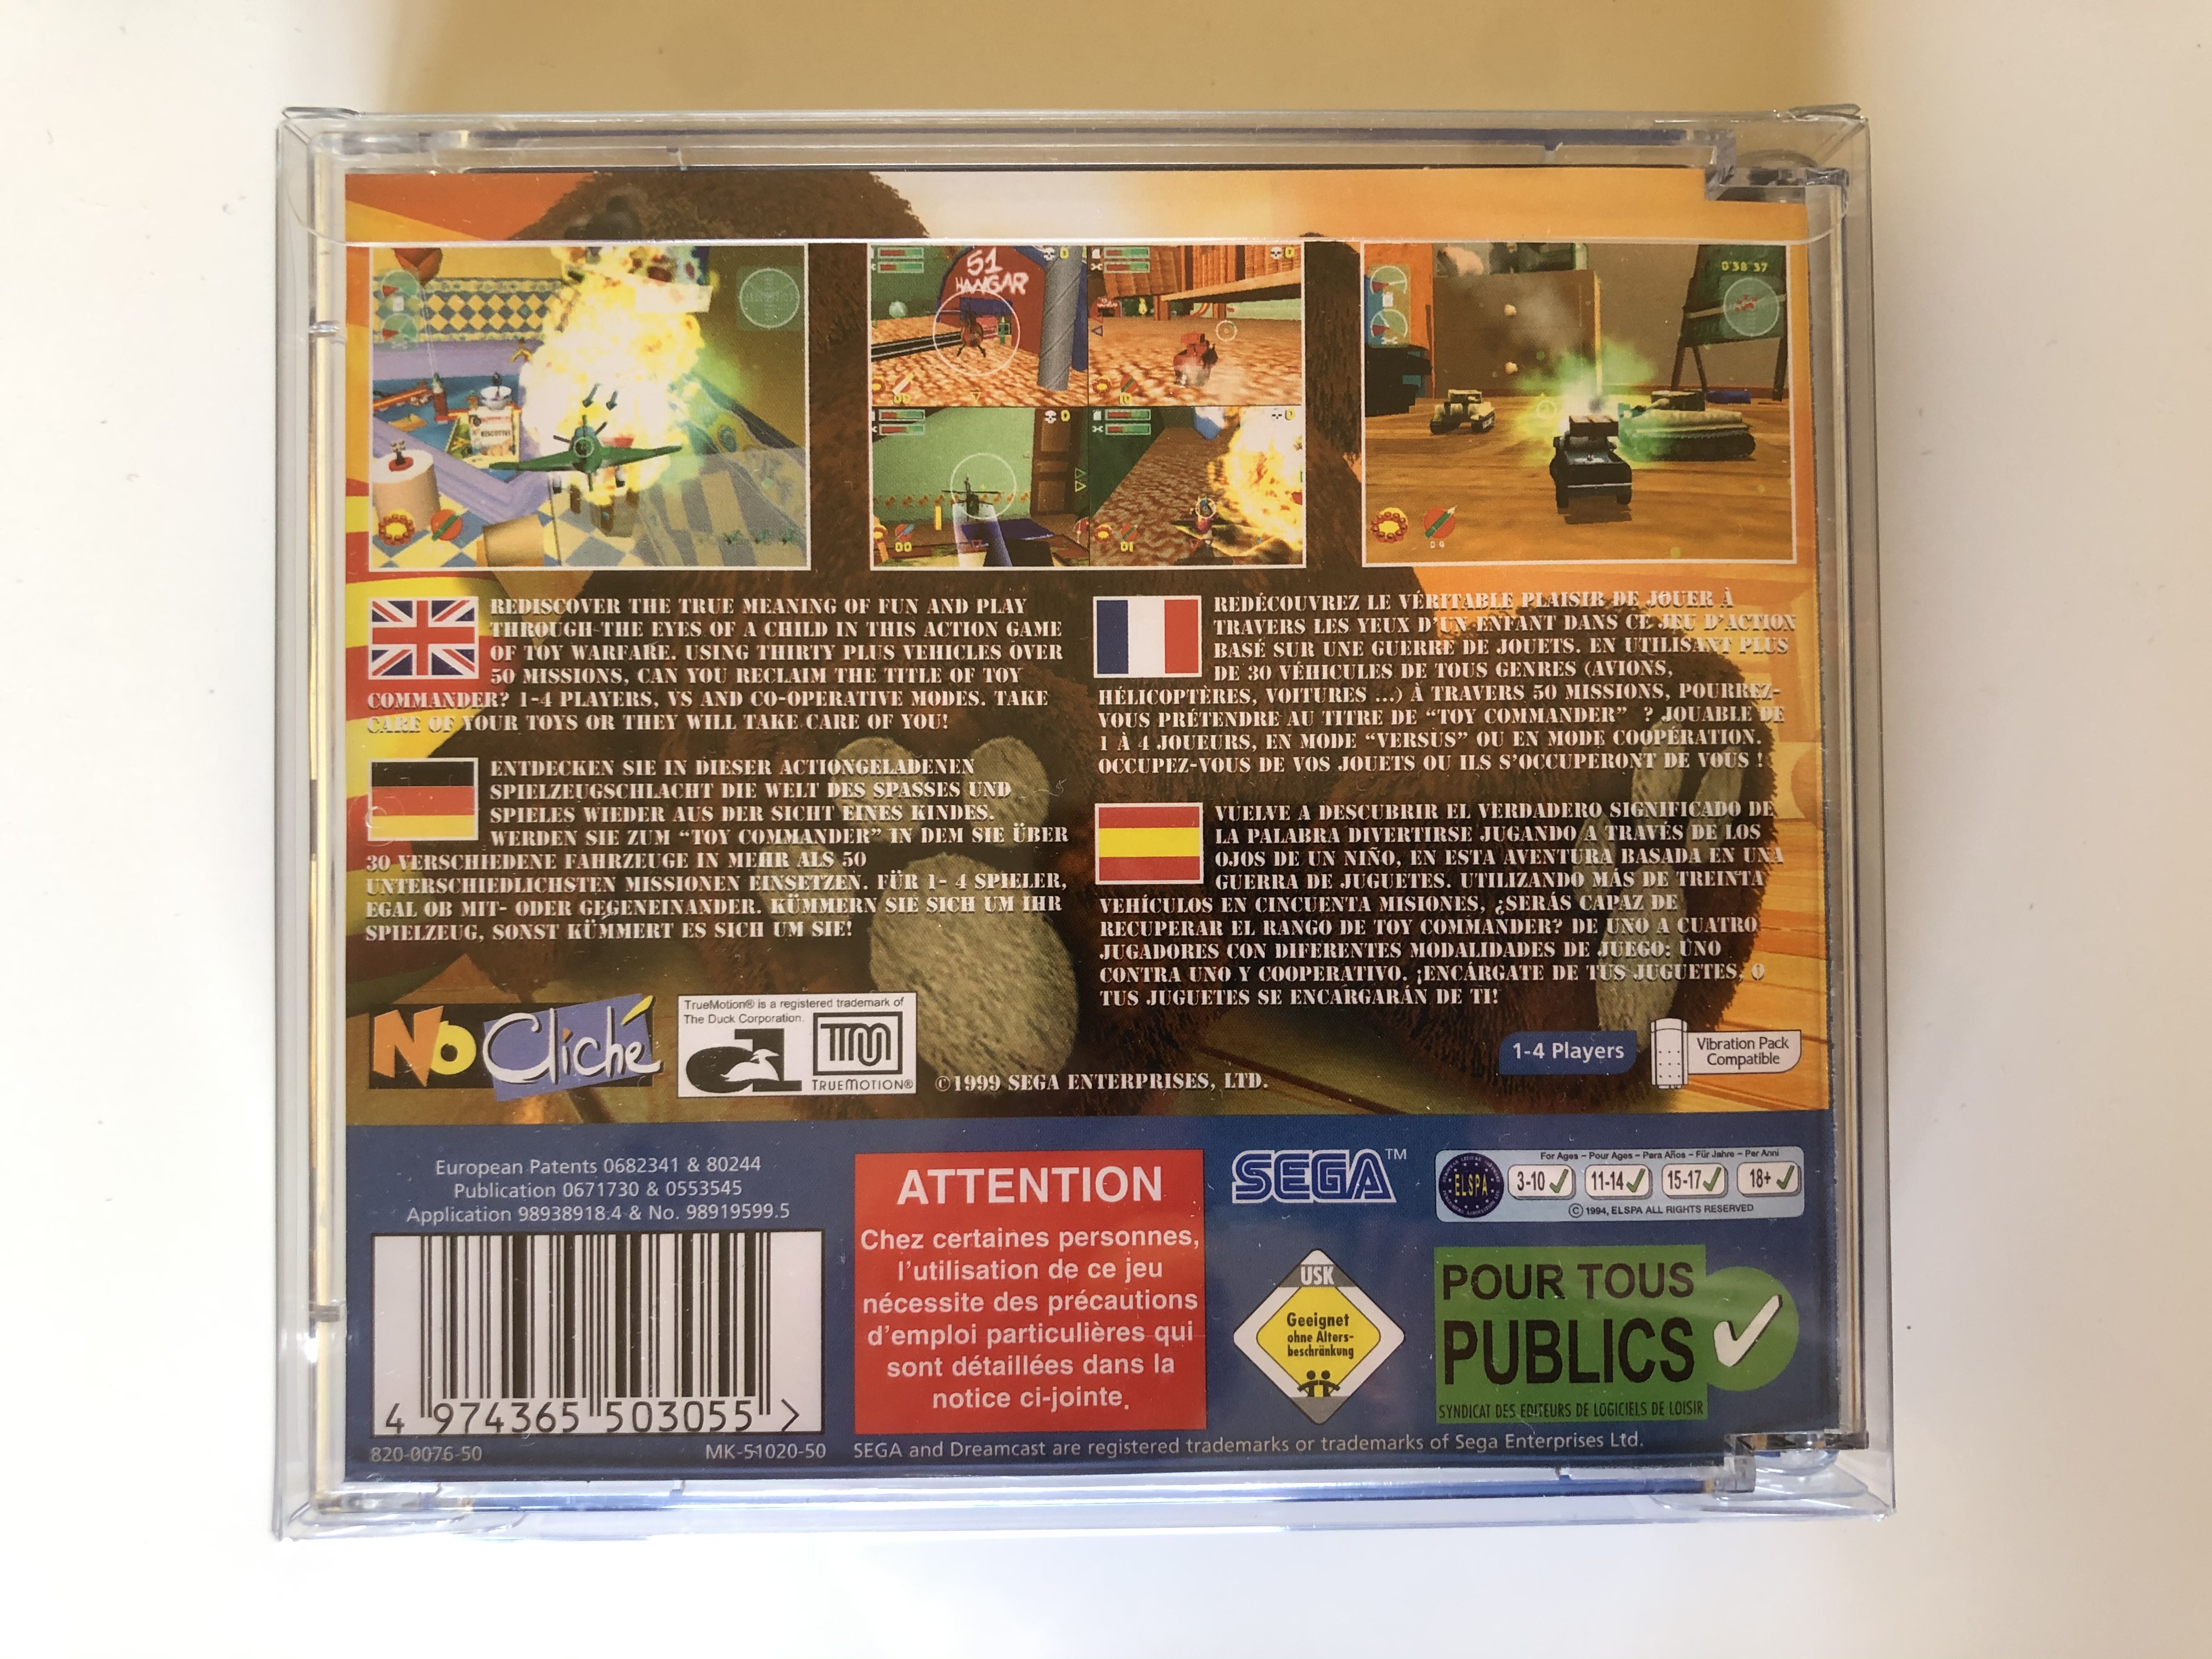 51
HANGAR
0'38"37
REDISCOVER THE TRUE MEANING OF FUN AND PLAY
THROUGH THE EYES OF A CHILD IN THIS ACTION GAME
OF TOY WARFARE. USING THIRTY PLUS VEHICLES OVER
50 MISSIONS, CAN YOU RECLAIM THE TITLE OF TOY
COMMANDER? 1-4 PLAYERS, VS AND CO-OPERATIVE MODES. TAKE
CARE OF YOUR TOYS OR THEY WILL TAKE CARE OF YOU!
ENTDECKEN SIE IN DIESER ACTIONGELADENEN
SPIELZEUGSCHLACHT DIE WELT DES SPASSES UND
SPIELES WIEDER AUS DER SICHT EINES KINDES.
WERDEN SIE ZUM “TOY COMMANDER” IN DEM SIE ÜBER
30 VERSCHIEDENE FAHRZEUGE IN MEHR ALS 50
UNTERSCHIEDLICHSTEN MISSIONEN EINSETZEN. FÜR 1- 4 SPIELER,
EGAL OB MIT- ODER GEGENEINANDER. KÜMMERN SIE SICH UM IHR
SPIELZEUG, SONST KÜMMERT ES SICH UM SIE!
REDÉCOUVREZ LE VÉRITABLE PLAISIR DE JOUER À
TRAVERS LES YEUX D’UN ENFANT DANS CE JEU D’ACTION
BASÉ SUR UNE GUERRE DE JOUETS. EN UTILISANT PLUS
DE 30 VÉHICULES DE TOUS GENRES (AVIONS,
HÉLICOPTÈRES, VOITURES ...) À TRAVERS 50 MISSIONS, POURREZ-
VOUS PRÉTENDRE AU TITRE DE “TOY COMMANDER” ? JOUABLE DE
1 À 4 JOUEURS, EN MODE “VERSUS” OU EN MODE COOPÉRATION.
OCCUPEZ-VOUS DE VOS JOUETS OU ILS S’OCCUPERONT DE VOUS !
VUELVE A DESCUBRIR EL VERDADERO SIGNIFICADO DE
LA PALABRA DIVERTIRSE JUGANDO A TRAVÉS DE LOS
OJOS DE UN NIÑO, EN ESTA AVENTURA BASADA EN UNA
GUERRA DE JUGUETES. UTILIZANDO MÁS DE TREINTA
VEHÍCULOS EN CINCUENTA MISIONES, ¿SERÁS CAPAZ DE
RECUPERAR EL RANGO DE TOY COMMANDER? DE UNO A CUATRO
JUGADORES CON DIFERENTES MODALIDADES DE JUEGO: UNO
CONTRA UNO Y COOPERATIVO. ¡ENCÁRGATE DE TUS JUGUETES, O
TUS JUGUETES SE ENCARGARÁN DE TI!
No Cliché
TrueMotion® is a registered trademark of
The Duck Corporation.
TRUEMOTION®
©1999 SEGA ENTERPRISES, LTD.
1-4 Players
Vibration Pack
Compatible
European Patents 0682341 & 80244
Publication 0671730 & 0553545
Application 98938918.4 & No. 98919599.5
4 974365 503055 >
820-0076-50
MK-51020-50
ATTENTION
Chez certaines personnes,
l'utilisation de ce jeu
nécessite des précautions
d'emploi particulières qui
sont détaillées dans la
notice ci-jointe.
SEGA™
For Ages – Pour Ages – Para Años – Für Jahre – Per Anni
ELSPA
3-10 11-14 15-17 18+
© 1994, ELSPA ALL RIGHTS RESERVED
USK
Geeignet
ohne Alters-
beschränkung
POUR TOUS
PUBLICS
SYNDICAT DES EDITEURS DE LOGICIELS DE LOISIR
SEGA and Dreamcast are registered trademarks or trademarks of Sega Enterprises Ltd.